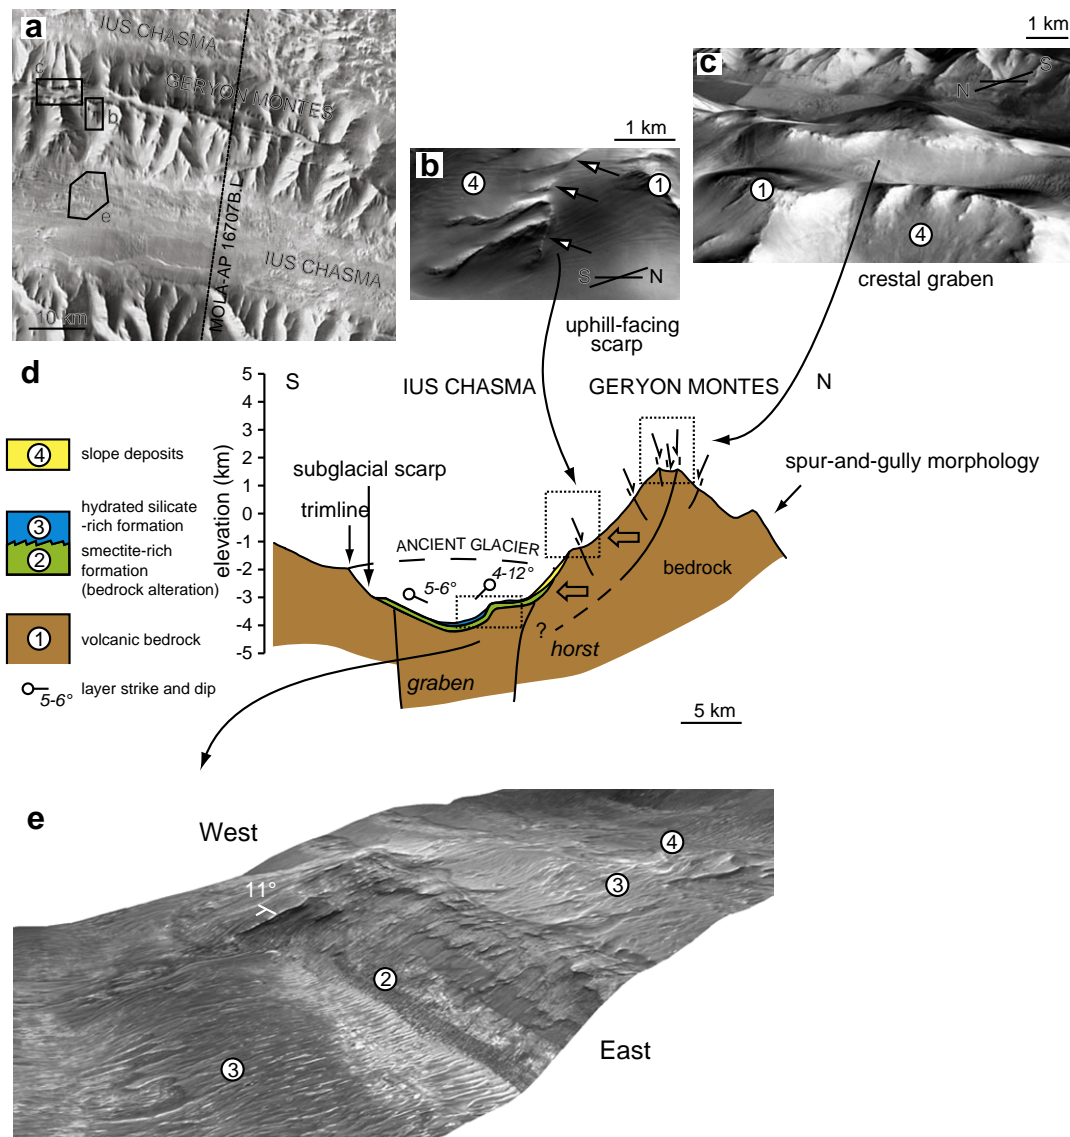 a
IUS CHASMA
GERYON MONTES
c
b
e
MOLA-AP 16707B.L
IUS CHASMA
10 km
1 km
b
4
1
S
N
uphill-facing
scarp
1 km
c
S
N
1
4
crestal graben
d
5
4
3
2
1
0
-1
-2
-3
-4
-5
elevation (km)
S
IUS CHASMA
GERYON MONTES
N
4
slope deposits
3
hydrated silicate
-rich formation
2
smectite-rich
formation
(bedrock alteration)
1
volcanic bedrock
5-6°
layer strike and dip
subglacial scarp
trimline
ANCIENT GLACIER
5-6°
4-12°
spur-and-gully morphology
bedrock
?
horst
graben
5 km
e
West
11°
4
3
2
3
East